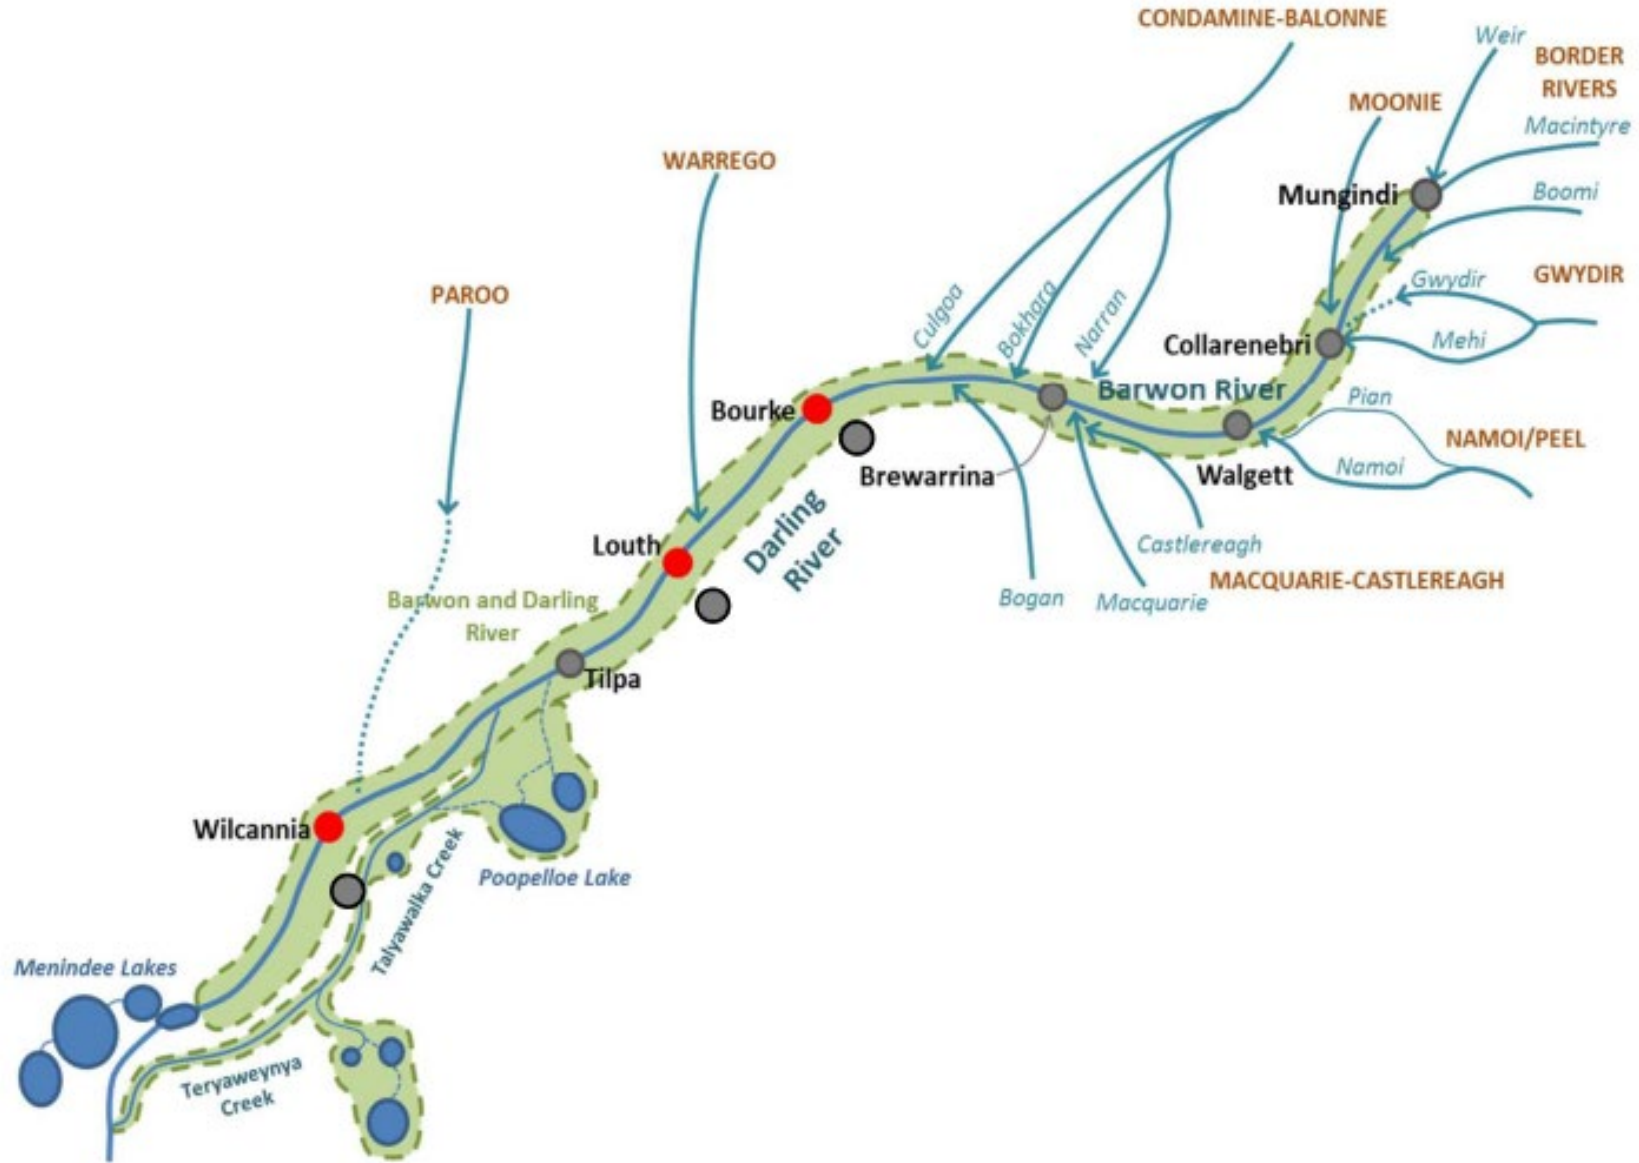 CONDAMINE-BALONNE
Weir
BORDER
RIVERS
MOONIE
Macintyre
WARREGO
Mungindi
Boomi
PAROO
Gwydir
GWYDIR
Culgoa
Bokhara
Narran
Collarenebri
Mehi
Barwon River
Pian
Bourke
NAMOI/PEEL
Brewarrina
Walgett
Namoi
Darling
River
Louth
Castlereagh
MACQUARIE-CASTLEREAGH
Bogan
Macquarie
Barwon and Darling
River
Tilpa
Wilcannia
Talyawalka Creek
Poopelloe Lake
Menindee Lakes
Teryaweynya
Creek